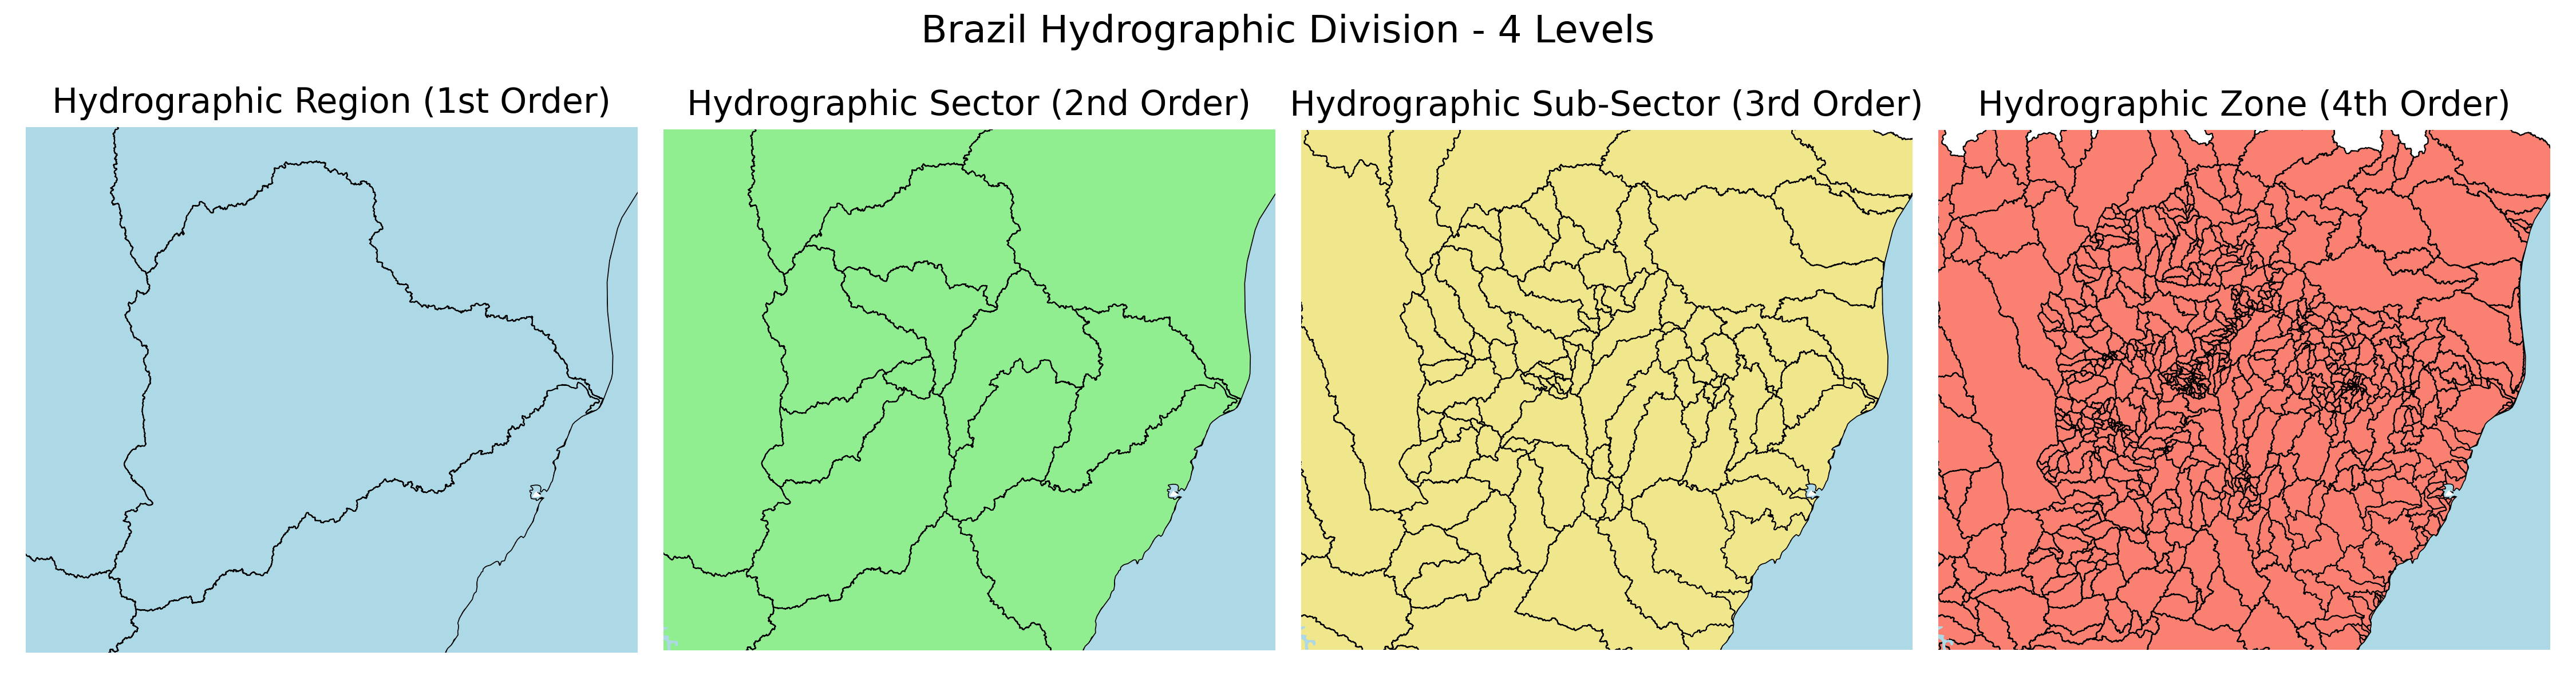 Brazil Hydrographic Division - 4 Levels
Hydrographic Region (1st Order)
Hydrographic Sector (2nd Order)
Hydrographic Sub-Sector (3rd Order)
Hydrographic Zone (4th Order)